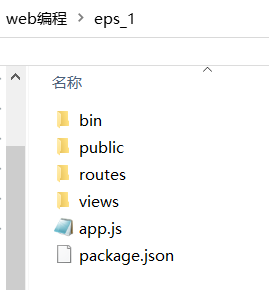 web编程 > eps_1
名称
bin
public
routes
views
app.js
package.json